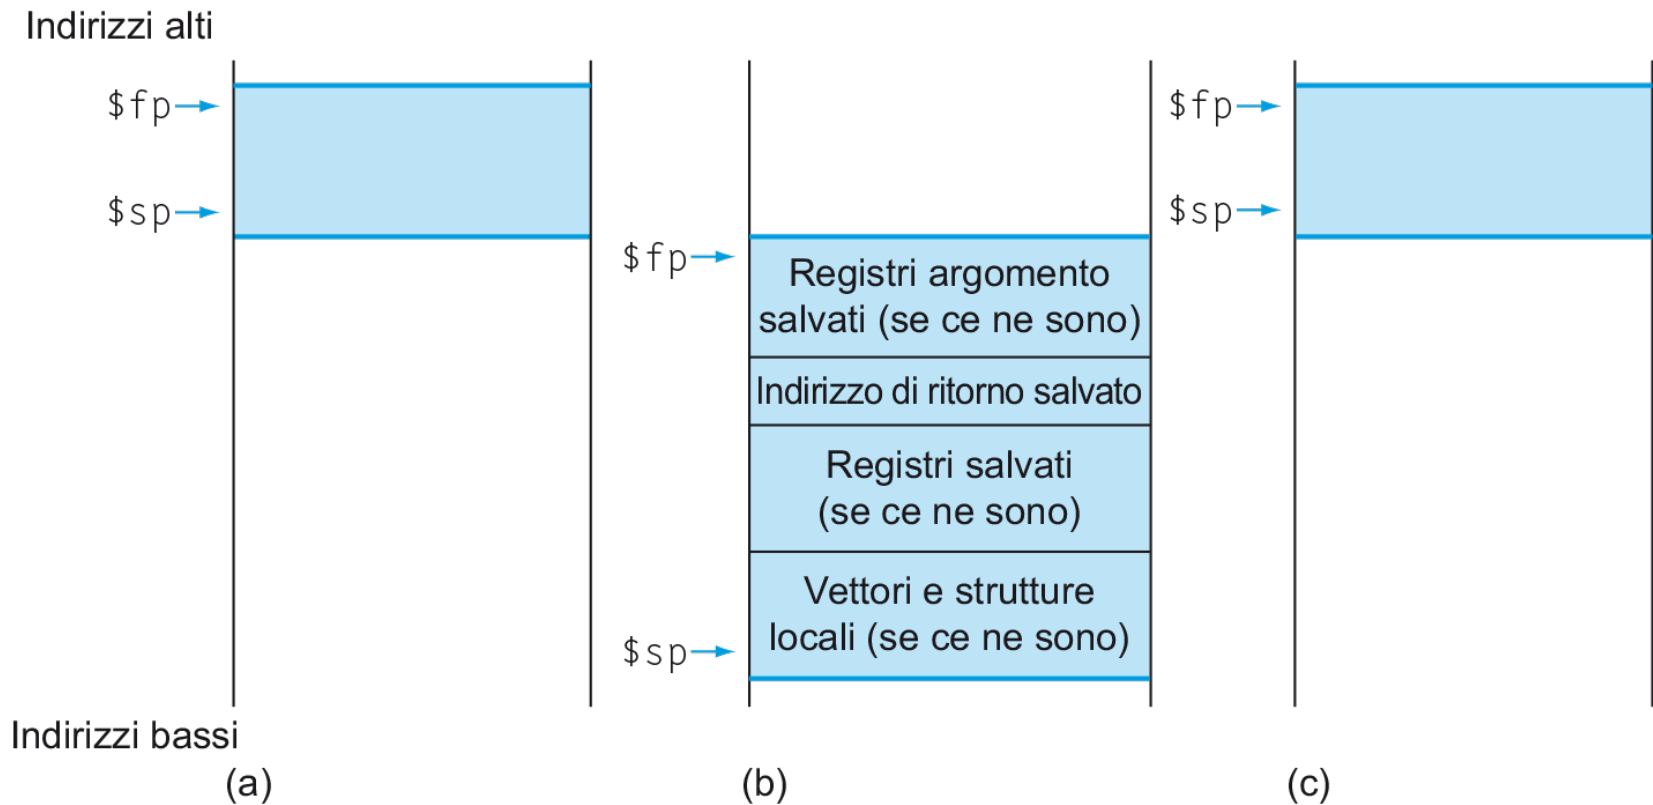 Indirizzi alti
$fp
$sp
$fp
Registri argomento
salvati (se ce ne sono)
Indirizzo di ritorno salvato
Registri salvati
(se ce ne sono)
Vettori e strutture
locali (se ce ne sono)
$sp
$fp
$sp
Indirizzi bassi
(a)
(b)
(c)